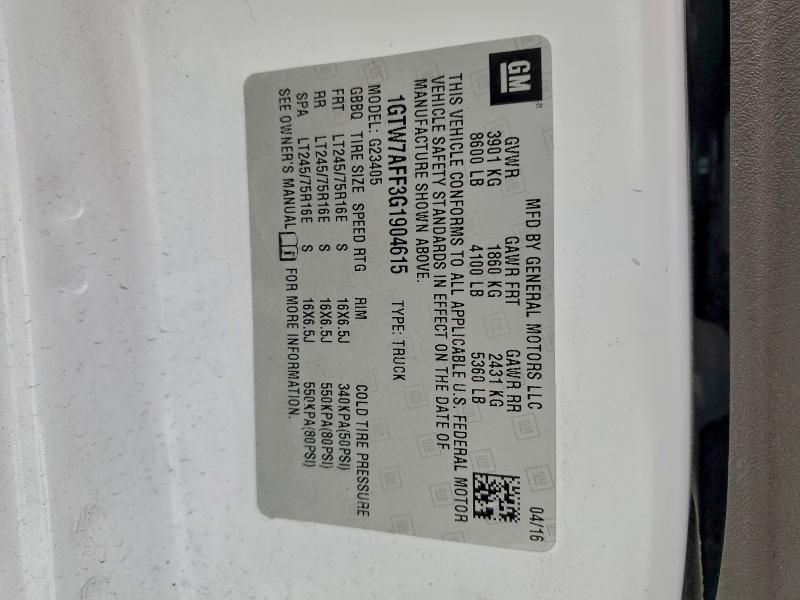 GM
MFD BY GENERAL MOTORS LLC 04/16
GVWR GAWR FRT GAWR RR
3901 KG 1860 KG 2431 KG
8600 LB 4100 LB 5360 LB
THIS VEHICLE CONFORMS TO ALL APPLICABLE U.S. FEDERAL MOTOR
VEHICLE SAFETY STANDARDS IN EFFECT ON THE DATE OF
MANUFACTURE SHOWN ABOVE.
1GTW7AFF3G1904615 TYPE: TRUCK
MODEL: G23405
GBBQ TIRE SIZE SPEED RTG RIM COLD TIRE PRESSURE
FRT LT245/75R16E S 16X6.5J 340KPA(50PSI)
RR LT245/75R16E S 16X6.5J 550KPA(80PSI)
SPA LT245/75R16E S 16X6.5J 550KPA(80PSI)
SEE OWNER'S MANUAL FOR MORE INFORMATION.